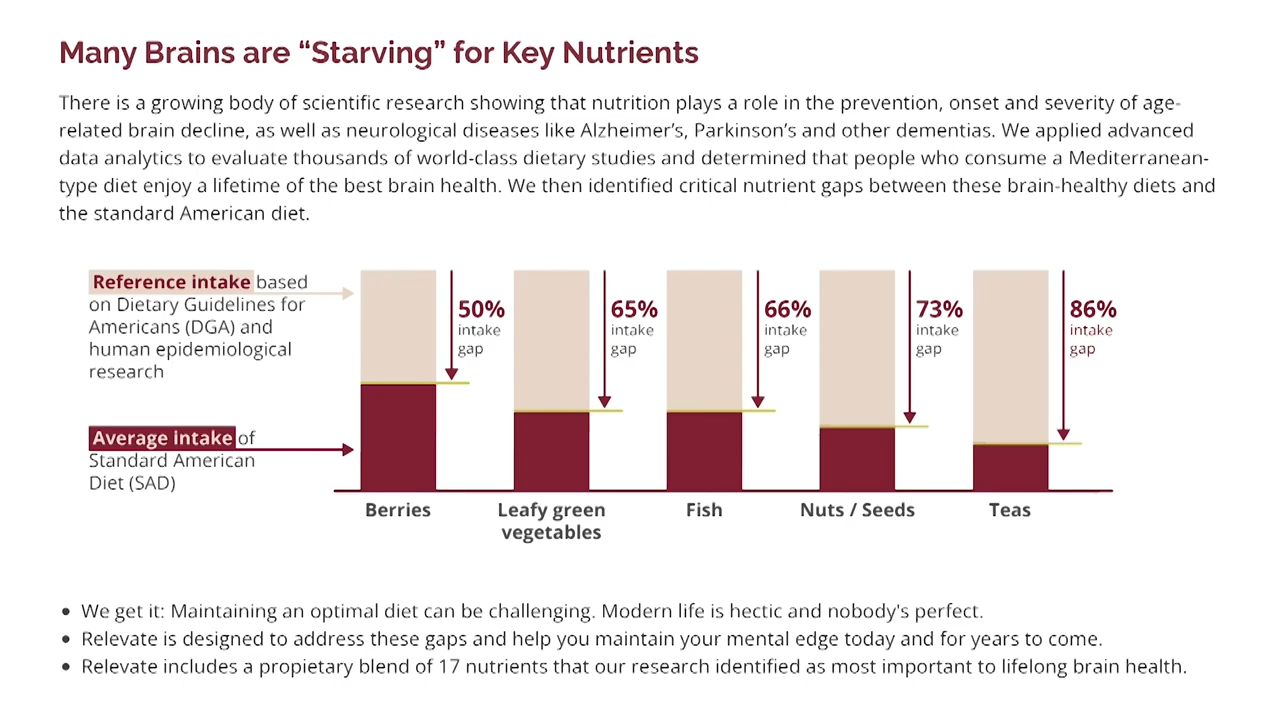 Many Brains are “Starving” for Key Nutrients
There is a growing body of scientific research showing that nutrition plays a role in the prevention, onset and severity of age-
related brain decline, as well as neurological diseases like Alzheimer’s, Parkinson’s and other dementias. We applied advanced
data analytics to evaluate thousands of world-class dietary studies and determined that people who consume a Mediterranean-
type diet enjoy a lifetime of the best brain health. We then identified critical nutrient gaps between these brain-healthy diets and
the standard American diet.
Reference intake based
on Dietary Guidelines for
Americans (DGA) and
human epidemiological
research
Average intake of
Standard American
Diet (SAD)
50%
intake
gap
65%
intake
gap
66%
intake
gap
73%
intake
gap
86%
intake
gap
Berries
Leafy green
vegetables
Fish
Nuts / Seeds
Teas
• We get it: Maintaining an optimal diet can be challenging. Modern life is hectic and nobody's perfect.
• Relevate is designed to address these gaps and help you maintain your mental edge today and for years to come.
• Relevate includes a propietary blend of 17 nutrients that our research identified as most important to lifelong brain health.